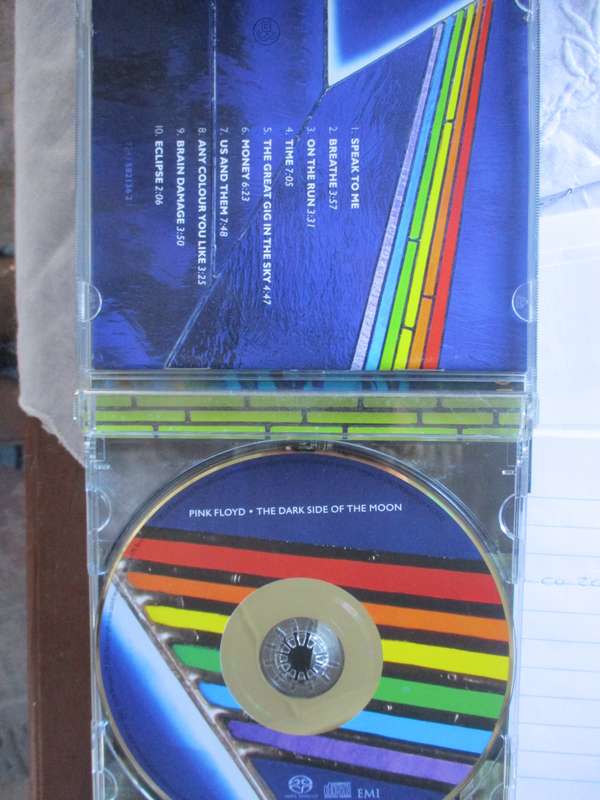 1. SPEAK TO ME
2. BREATHE 3:57
3. ON THE RUN 3:31
4. TIME 7:05
5. THE GREAT GIG IN THE SKY 4:47
6. MONEY 6:23
7. US AND THEM 7:48
8. ANY COLOUR YOU LIKE 3:25
9. BRAIN DAMAGE 3:50
10. ECLIPSE 2:06
PINK FLOYD • THE DARK SIDE OF THE MOON
EMI